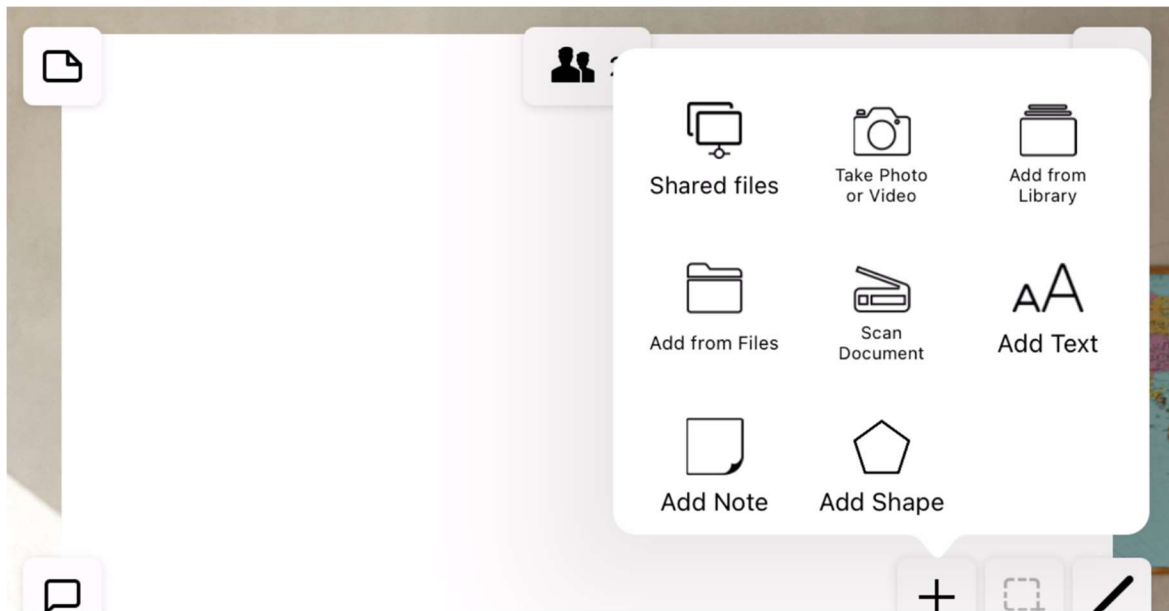 Shared files
Take Photo
or Video
Add from
Library
Add from Files
Scan
Document
Add Text
Add Note
Add Shape